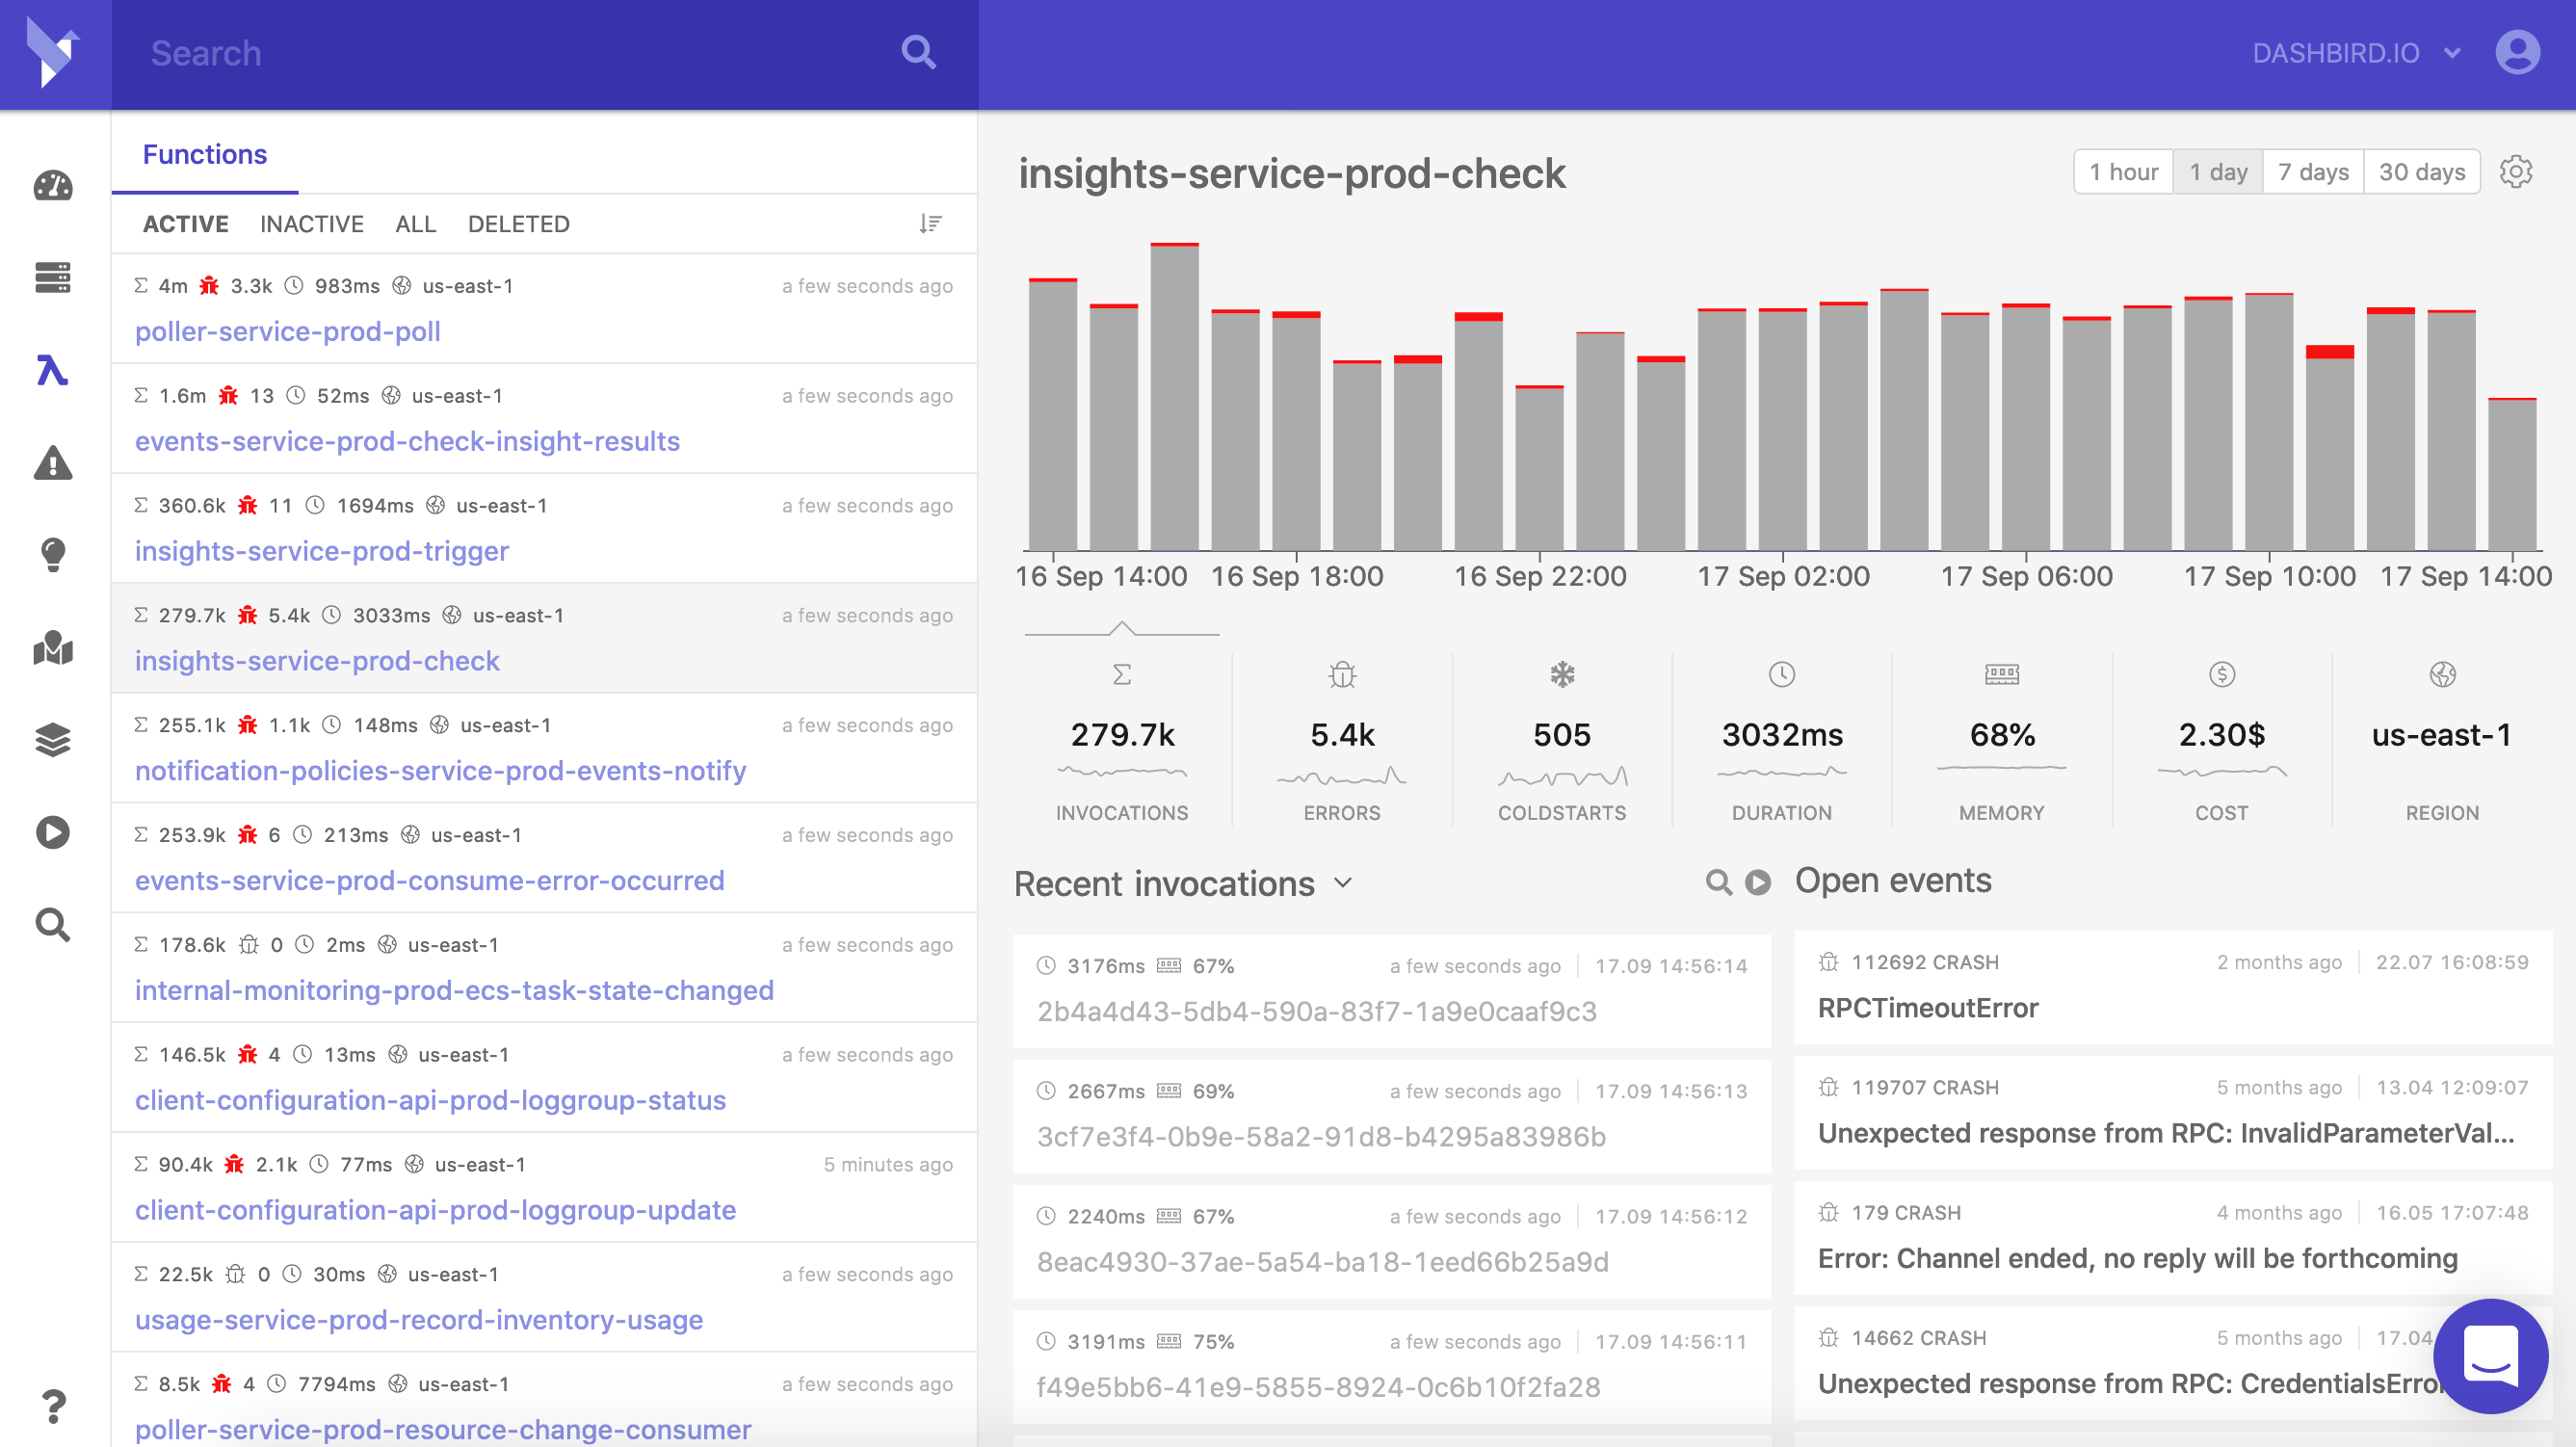 Search
DASHBIRD.IO
Functions
ACTIVE INACTIVE ALL DELETED
Σ 4m 3.3k 983ms us-east-1 a few seconds ago
poller-service-prod-poll
Σ 1.6m 13 52ms us-east-1 a few seconds ago
events-service-prod-check-insight-results
Σ 360.6k 11 1694ms us-east-1 a few seconds ago
insights-service-prod-trigger
Σ 279.7k 5.4k 3033ms us-east-1 a few seconds ago
insights-service-prod-check
Σ 255.1k 1.1k 148ms us-east-1 a few seconds ago
notification-policies-service-prod-events-notify
Σ 253.9k 6 213ms us-east-1 a few seconds ago
events-service-prod-consume-error-occurred
Σ 178.6k 0 2ms us-east-1 a few seconds ago
internal-monitoring-prod-ecs-task-state-changed
Σ 146.5k 4 13ms us-east-1 a few seconds ago
client-configuration-api-prod-loggroup-status
Σ 90.4k 2.1k 77ms us-east-1 5 minutes ago
client-configuration-api-prod-loggroup-update
Σ 22.5k 0 30ms us-east-1 a few seconds ago
usage-service-prod-record-inventory-usage
Σ 8.5k 4 7794ms us-east-1 a few seconds ago
poller-service-prod-resource-change-consumer
?
insights-service-prod-check
1 hour 1 day 7 days 30 days
16 Sep 14:00 16 Sep 18:00 16 Sep 22:00 17 Sep 02:00 17 Sep 06:00 17 Sep 10:00 17 Sep 14:00
Σ $
279.7k 5.4k 505 3032ms 68% 2.30$ us-east-1
INVOCATIONS ERRORS COLDSTARTS DURATION MEMORY COST REGION
Recent invocations
3176ms 67% a few seconds ago 17.09 14:56:14
2b4a4d43-5db4-590a-83f7-1a9e0caaf9c3
2667ms 69% a few seconds ago 17.09 14:56:13
3cf7e3f4-0b9e-58a2-91d8-b4295a83986b
2240ms 67% a few seconds ago 17.09 14:56:12
8eac4930-37ae-5a54-ba18-1eed66b25a9d
3191ms 75% a few seconds ago 17.09 14:56:11
f49e5bb6-41e9-5855-8924-0c6b10f2fa28
Open events
112692 CRASH 2 months ago 22.07 16:08:59
RPCTimeoutError
119707 CRASH 5 months ago 13.04 12:09:07
Unexpected response from RPC: InvalidParameterVal...
179 CRASH 4 months ago 16.05 17:07:48
Error: Channel ended, no reply will be forthcoming
14662 CRASH 5 months ago 17.04
Unexpected response from RPC: CredentialsError